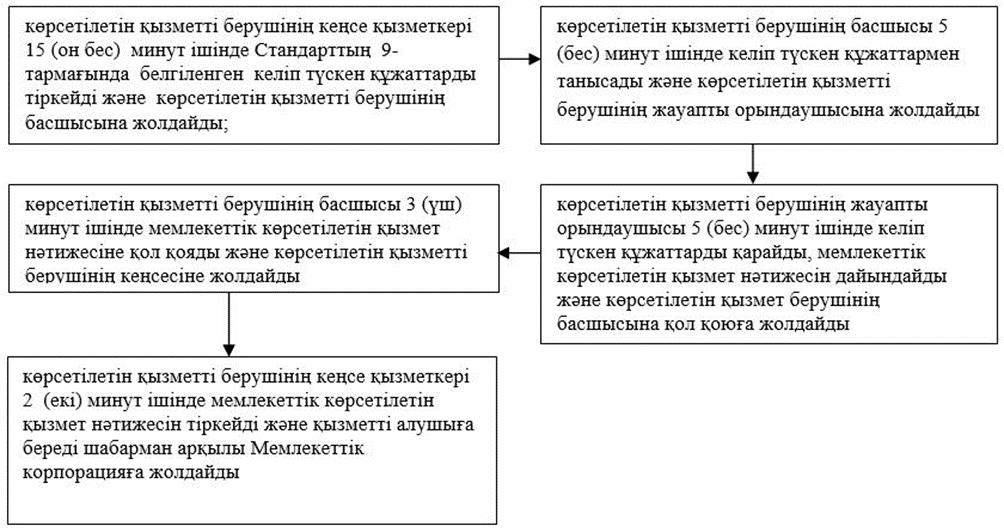 көрсетілетін қызметті берушінің кеңсе қызметкері
15 (он бес)  минут ішінде Стандарттың  9-
тармағында  белгіленген  келіп түскен құжаттарды
тіркейді және  көрсетілетін қызметті берушінің
басшысына жолдайды;
көрсетілетін қызметті берушінің басшысы 5
(бес) минут ішінде келіп түскен құжаттармен
танысады және көрсетілетін қызметті
берушінің жауапты орындаушысына жолдайды
көрсетілетін қызметті берушінің жауапты
орындаушысы 5 (бес) минут ішінде келіп
түскен құжаттарды қарайды, мемлекеттік
көрсетілетін қызмет нәтижесін дайындайды
және көрсетілетін қызмет берушінің
басшысына қол қоюға жолдайды
көрсетілетін қызметті берушінің басшысы 3 (үш)
минут ішінде мемлекеттік көрсетілетін қызмет
нәтижесіне қол қояды және көрсетілетін қызметті
берушінің кеңсесіне жолдайды
көрсетілетін қызметті берушінің кеңсе қызметкері
2  (екі) минут ішінде мемлекеттік көрсетілетін
қызмет нәтижесін тіркейді және қызметті алушыға
береді шабарман арқылы Мемлекеттік
корпорацияға жолдайды